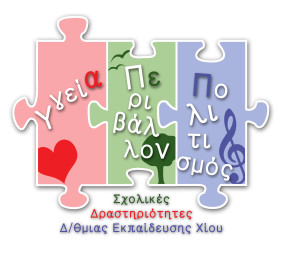 Υγεία
Πε
ρι
βάλ
λον
Πο
λι
τι
σμός
Σχολικές
Δραστηριότητες
Δ/θμιας Εκπαίδευσης Χίου